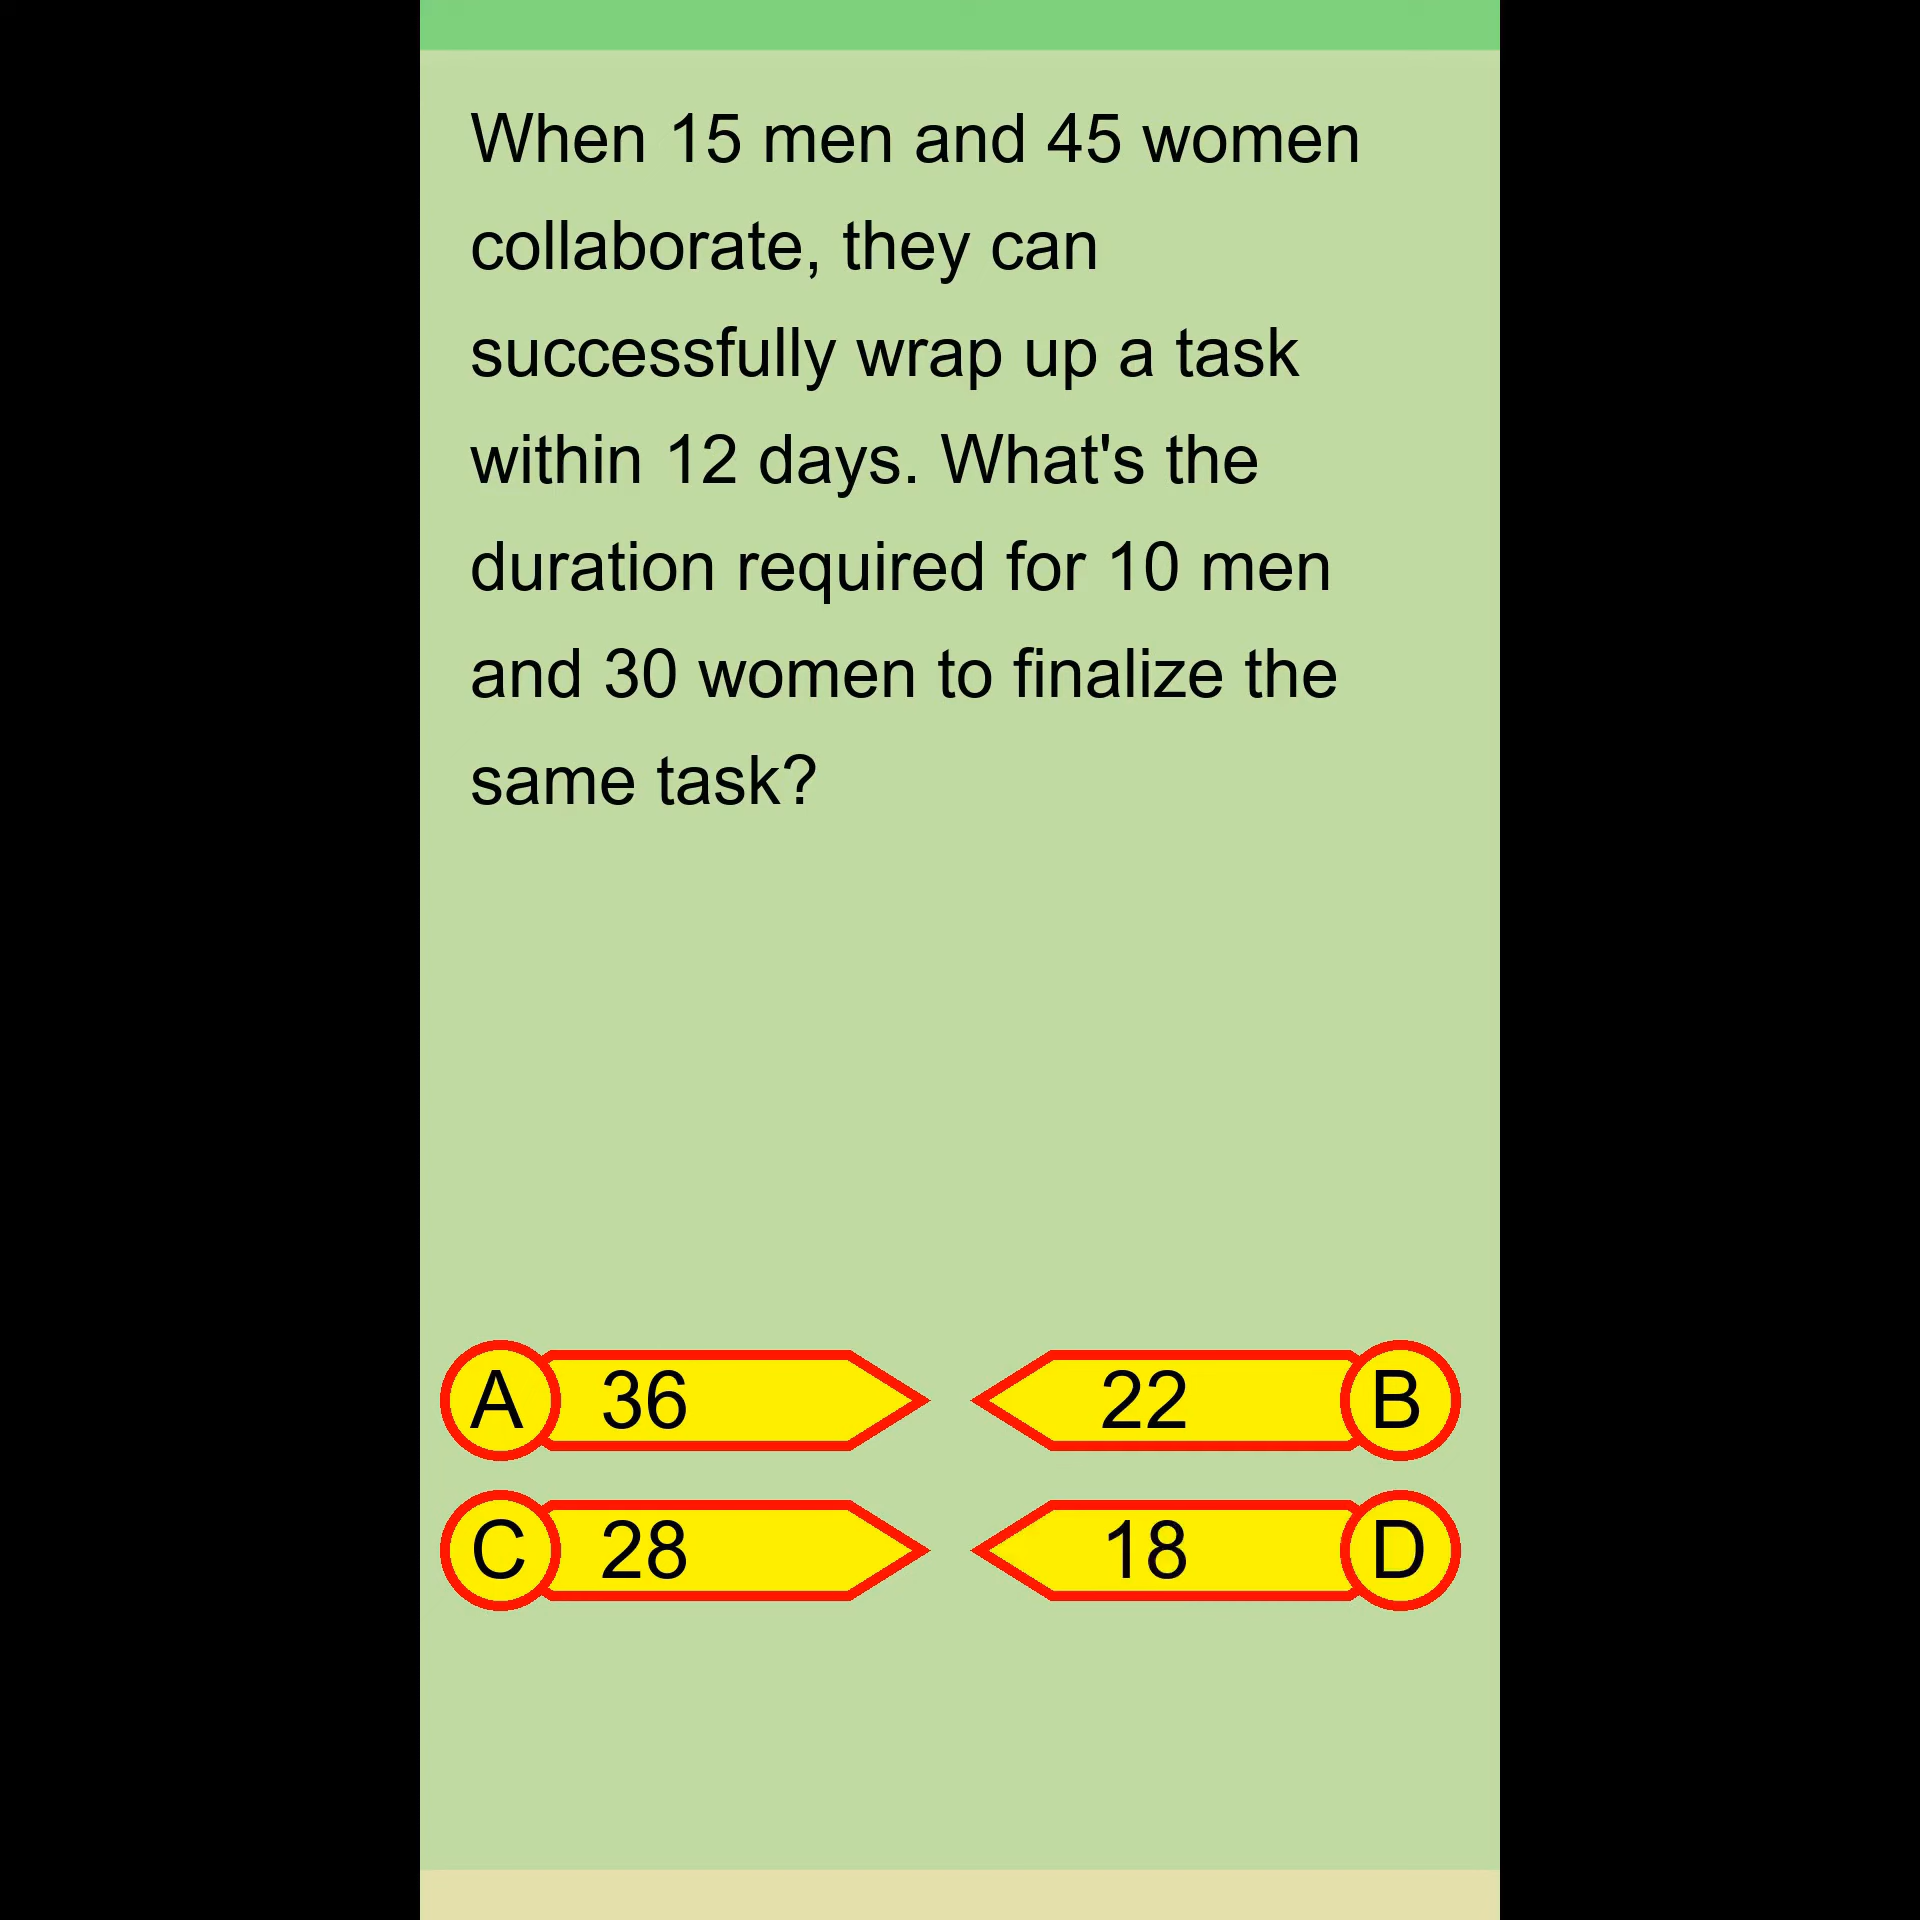 When 15 men and 45 women
collaborate, they can
successfully wrap up a task
within 12 days. What's the
duration required for 10 men
and 30 women to finalize the
same task?
A 36 22 B
C 28 18 D